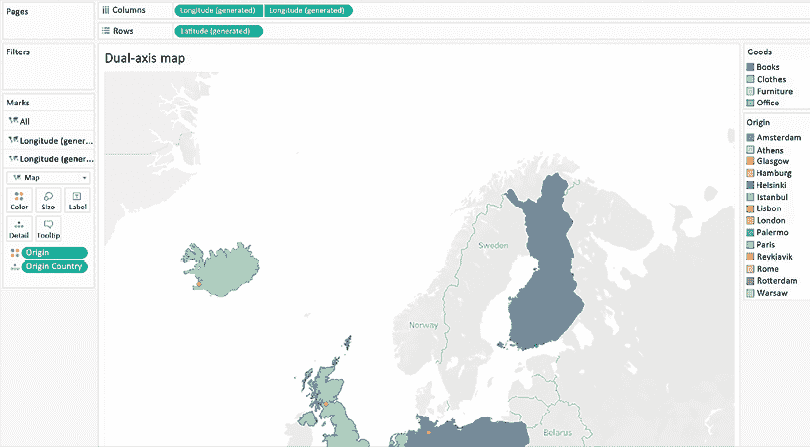 Pages
Columns
Longitude (generated)
Longitude (generated)
Rows
Latitude (generated)
Filters
Marks
All
Longitude (gener...
Longitude (gener...
Map
Color
Size
Label
Detail
Tooltip
Origin
Origin Country
Dual-axis map
Sweden
Norway
Belarus
Goods
Books
Clothes
Furniture
Office
Origin
Amsterdam
Athens
Glasgow
Hamburg
Helsinki
Istanbul
Lisbon
London
Palermo
Paris
Reykjavik
Rome
Rotterdam
Warsaw